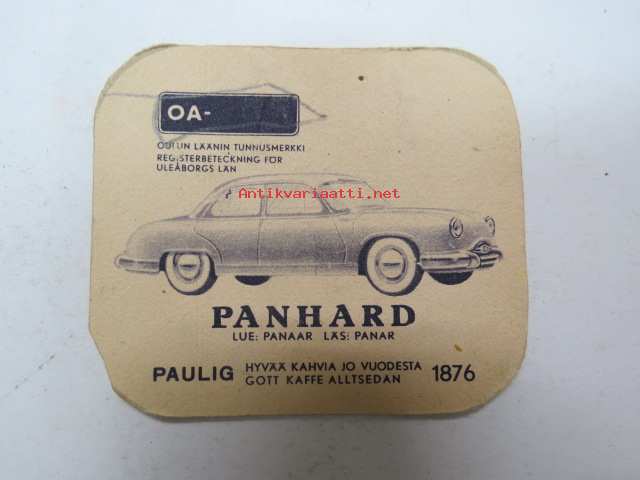 OA-
OULUN LÄÄNIN TUNNUSMERKKI
REGISTERBETECKNING FÖR
ULEÅBORGS LÄN
Antikvariaatti.net
PANHARD
LUE: PANAAR LÄS: PANAR
PAULIG HYVÄÄ KAHVIA JO VUODESTA 1876
GOTT KAFFE ALLTSEDAN